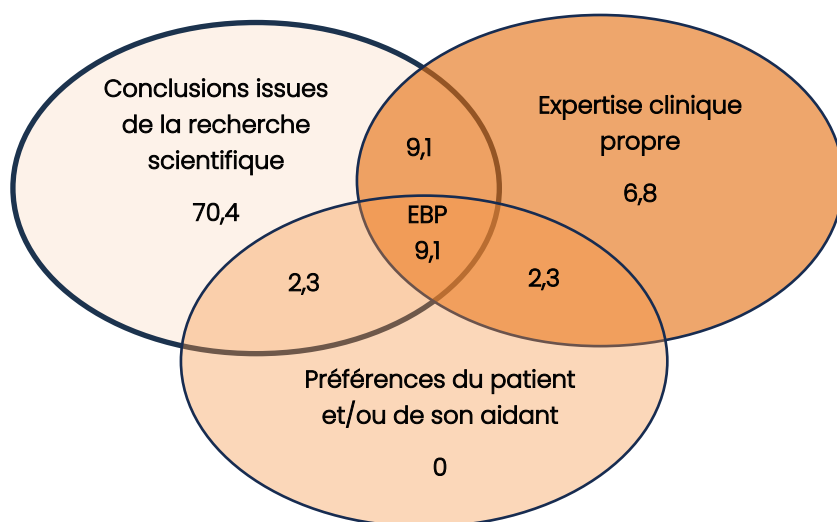 Conclusions issues
de la recherche
scientifique
70,4
9,1
Expertise clinique
propre
6,8
EBP
9,1
2,3
2,3
Préférences du patient
et/ou de son aidant
0